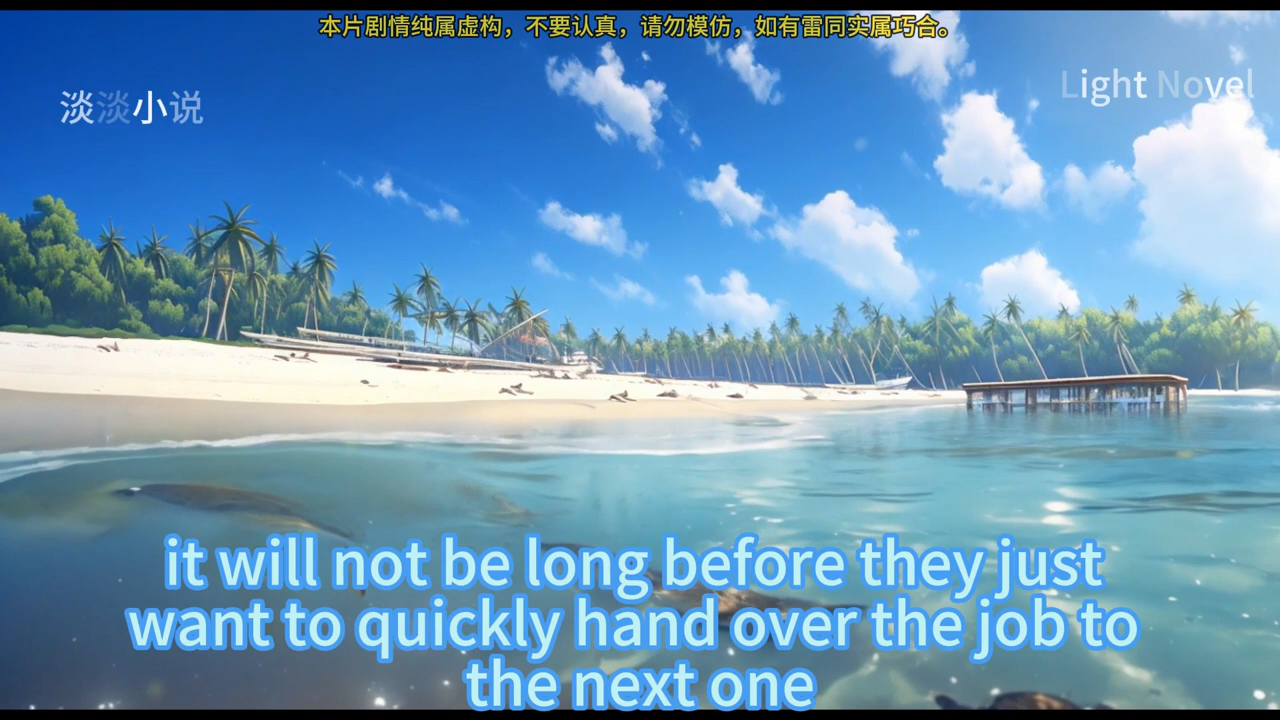 本片剧情纯属虚构，不要认真，请勿模仿，如有雷同实属巧合。
淡淡小说
Light Novel
it will not be long before they just
want to quickly hand over the job to
the next one